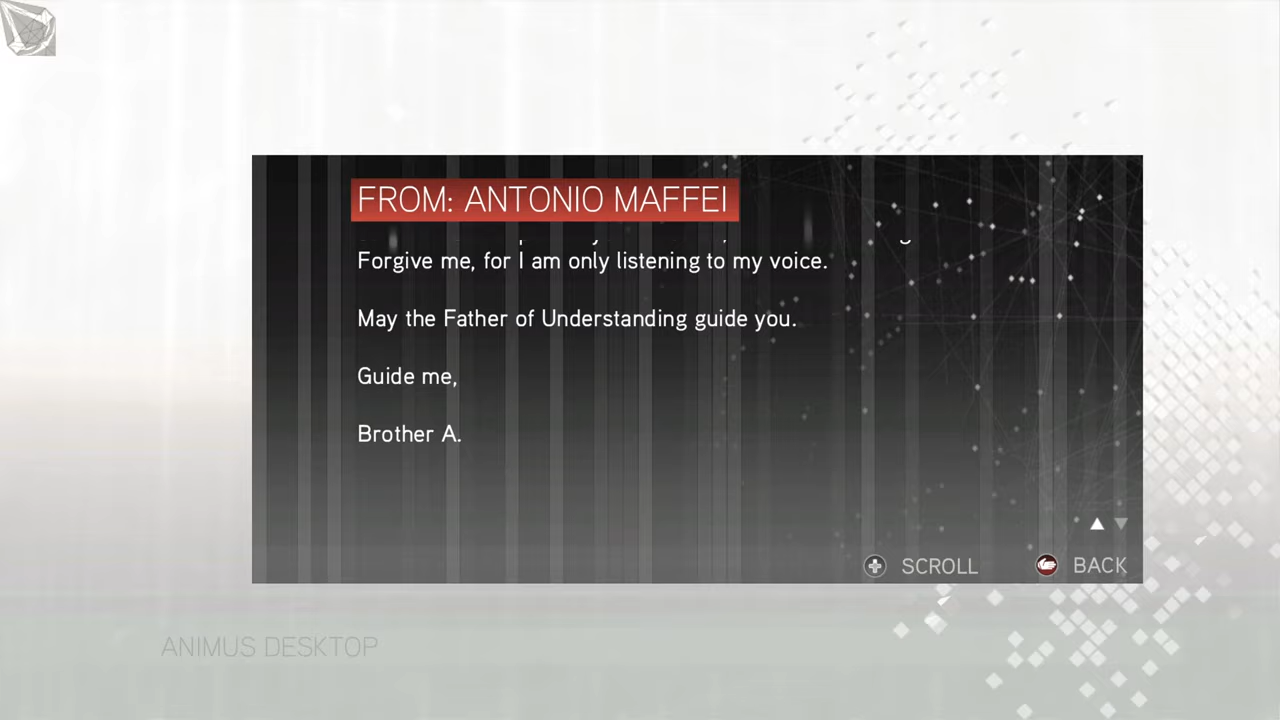 FROM: ANTONIO MAFFEI
Forgive me, for I am only listening to my voice.
May the Father of Understanding guide you.
Guide me,
Brother A.
SCROLL
BACK
ANIMUS DESKTOP